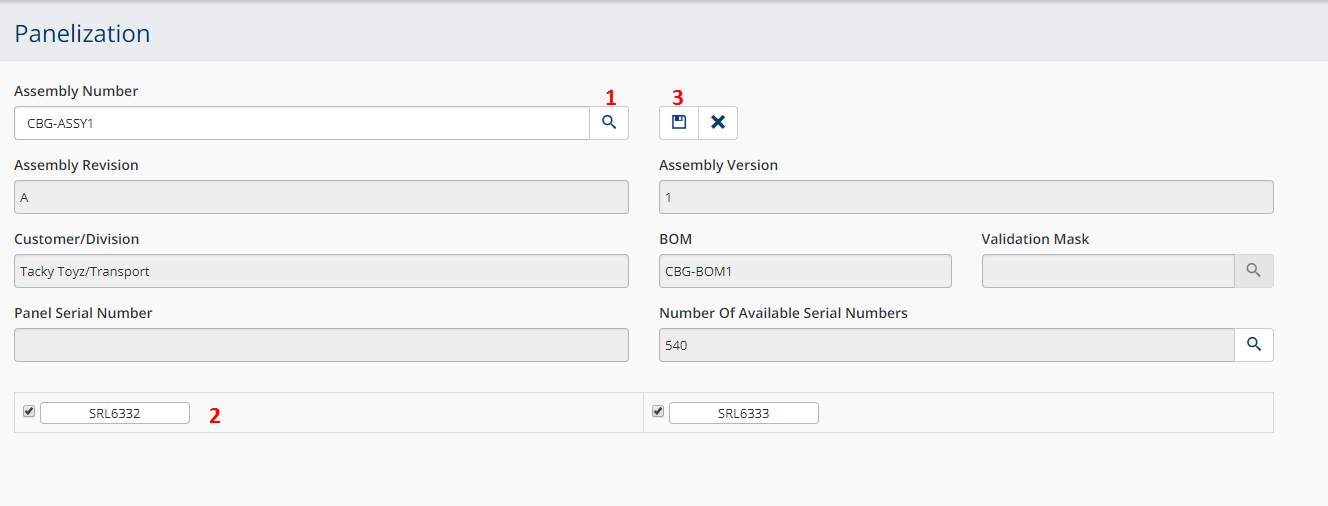 Panelization
Assembly Number
1
3
CBG-ASSY1
Assembly Revision
Assembly Version
A
1
Customer/Division
BOM
Validation Mask
Tacky Toyz/Transport
CBG-BOM1
Panel Serial Number
Number Of Available Serial Numbers
540
SRL6332
2
SRL6333